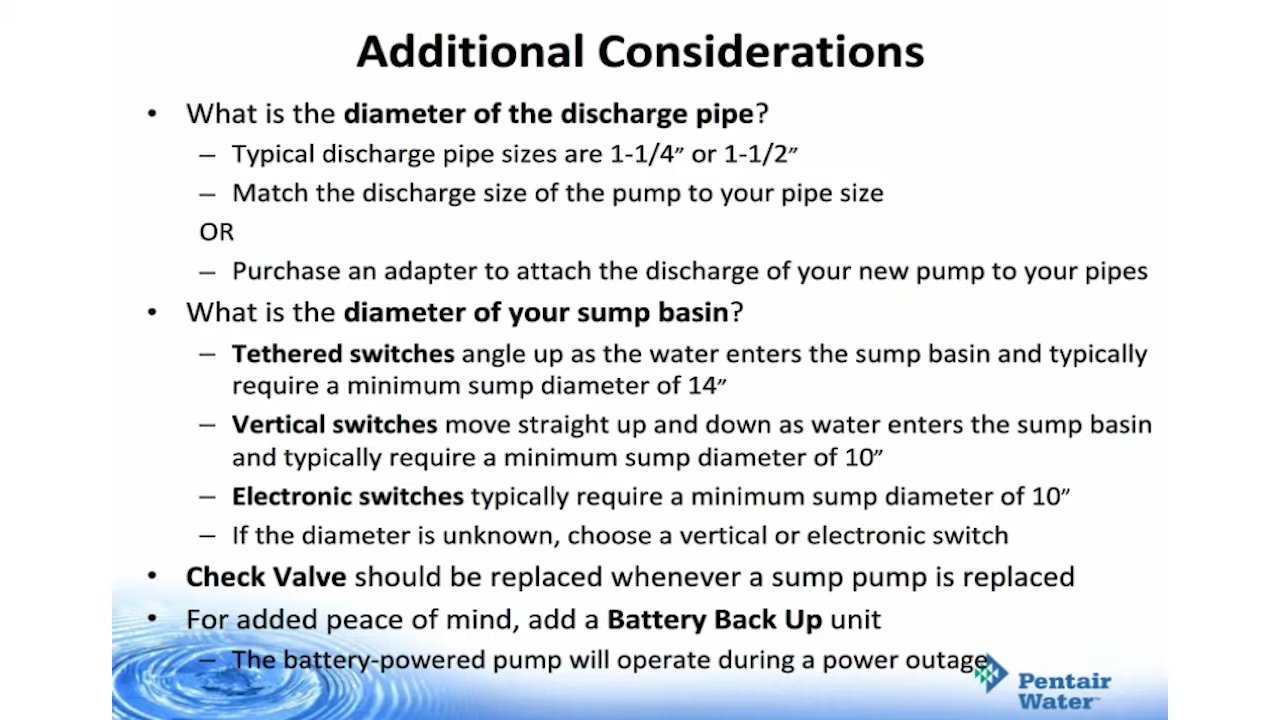 Additional Considerations
• What is the diameter of the discharge pipe?
– Typical discharge pipe sizes are 1-1/4” or 1-1/2”
– Match the discharge size of the pump to your pipe size
OR
– Purchase an adapter to attach the discharge of your new pump to your pipes
• What is the diameter of your sump basin?
– Tethered switches angle up as the water enters the sump basin and typically
require a minimum sump diameter of 14”
– Vertical switches move straight up and down as water enters the sump basin
and typically require a minimum sump diameter of 10”
– Electronic switches typically require a minimum sump diameter of 10”
– If the diameter is unknown, choose a vertical or electronic switch
• Check Valve should be replaced whenever a sump pump is replaced
• For added peace of mind, add a Battery Back Up unit
– The battery-powered pump will operate during a power outage
Pentair
Water™